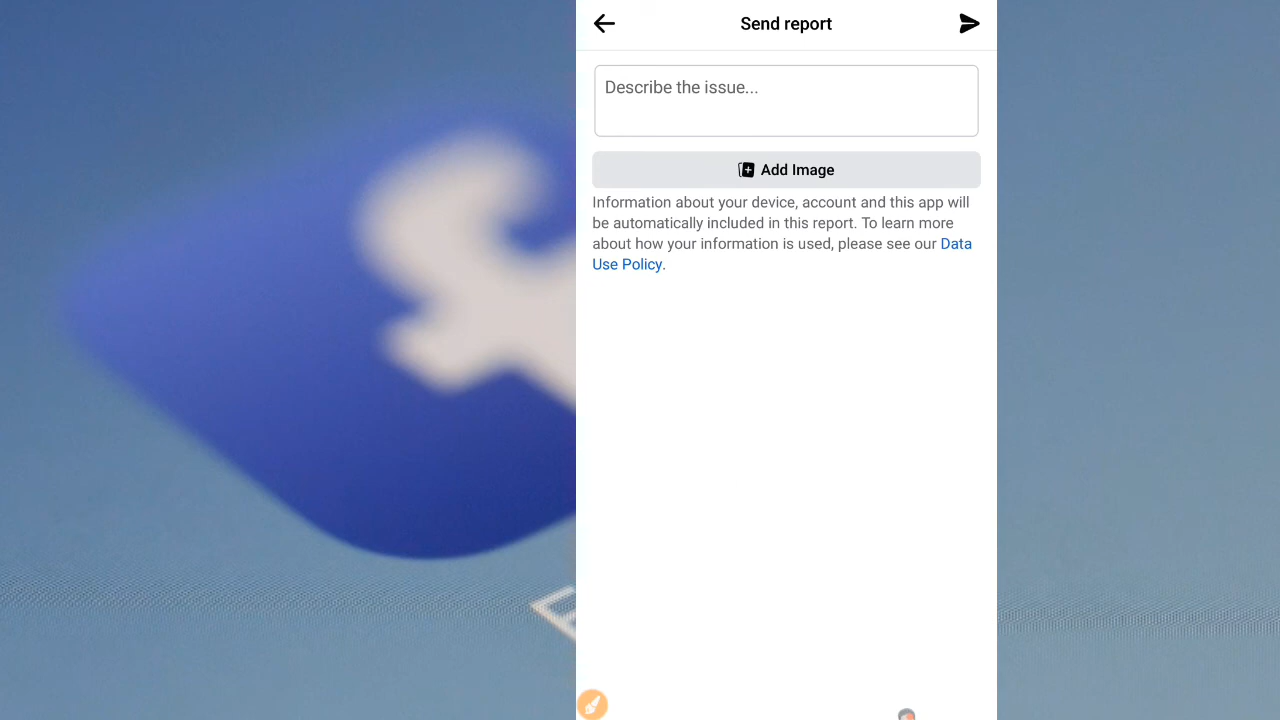 Send report
Describe the issue...
Add Image
Information about your device, account and this app will
be automatically included in this report. To learn more
about how your information is used, please see our Data
Use Policy.